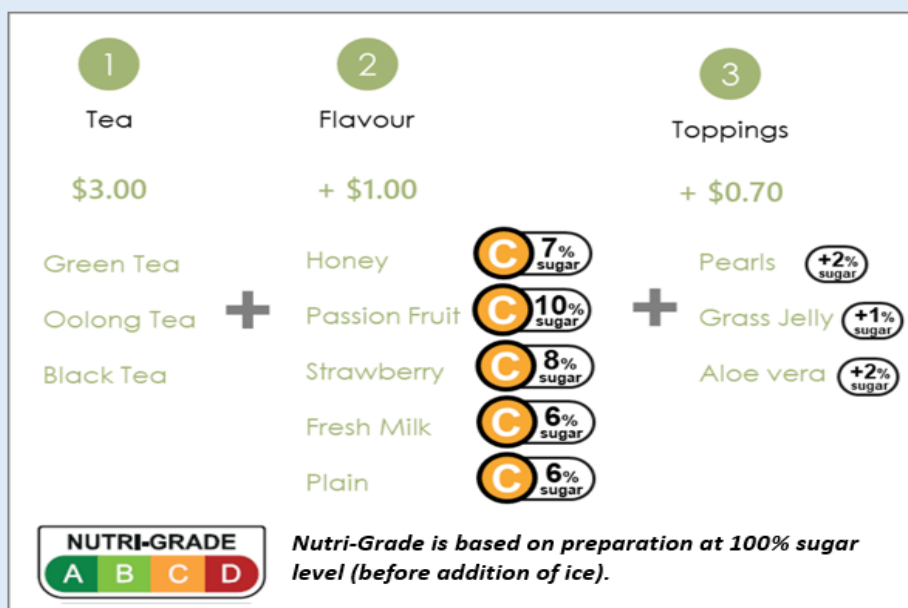 1
Tea
$3.00
Green Tea
Oolong Tea
Black Tea
+
2
Flavour
+ $1.00
Honey C 7% sugar
Passion Fruit C 10% sugar
Strawberry C 8% sugar
Fresh Milk C 6% sugar
Plain C 6% sugar
+
3
Toppings
+ $0.70
Pearls +2% sugar
Grass Jelly +1% sugar
Aloe vera +2% sugar
NUTRI-GRADE
A B C D
Nutri-Grade is based on preparation at 100% sugar
level (before addition of ice).